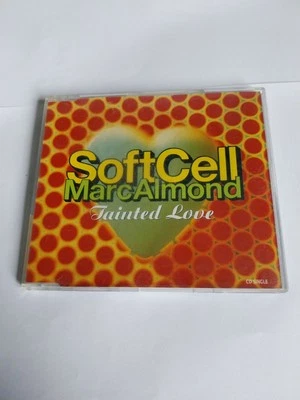 SoftCell
MarcAlmond
Tainted Love
CD SINGLE